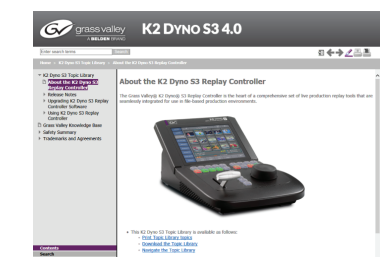 grass valley
A BELDEN BRAND
K2 DYNO S3 4.0
Enter search terms
Search
Home > K2 Dyno S3 Topic Library > About the K2 Dyno S3 Replay Controller
K2 Dyno S3 Topic Library
About the K2 Dyno S3
Replay Controller
Release Notes
Upgrading K2 Dyno S3 Replay
Controller Software
Using K2 Dyno S3 Replay
Controller
Grass Valley Knowledge Base
Safety Summary
Trademarks and Agreements
Contents
Search
About the K2 Dyno S3 Replay Controller
The Grass Valley® K2 Dyno® S3 Replay Controller is the heart of a comprehensive set of live production replay tools that are
seamlessly integrated for use in file-based production environments.
This K2 Dyno S3 Topic Library is available as follows:
Print Topic Library topics
Download the Topic Library
Navigate the Topic Library